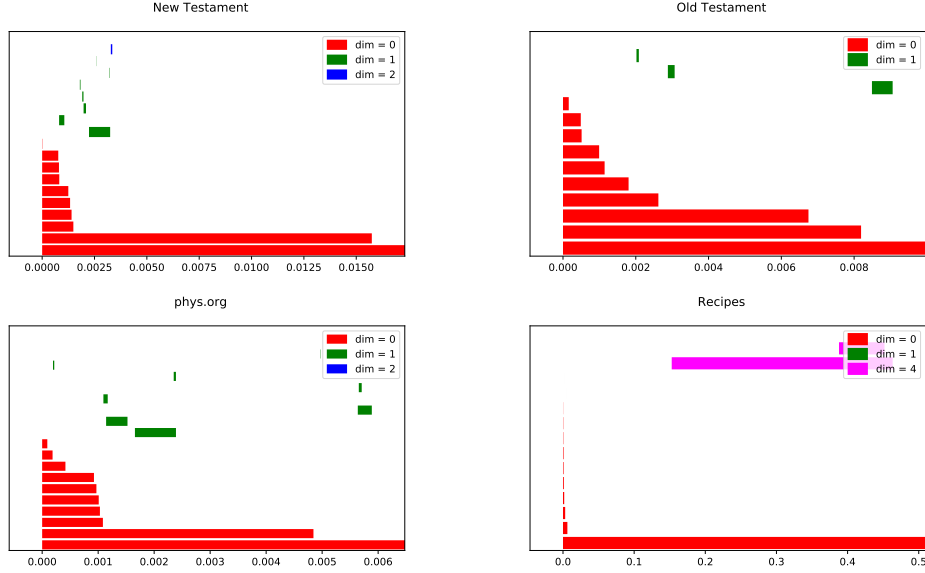 New Testament
dim = 0
dim = 1
dim = 2
0.0000 0.0025 0.0050 0.0075 0.0100 0.0125 0.0150
Old Testament
dim = 0
dim = 1
0.000 0.002 0.004 0.006 0.008
phys.org
dim = 0
dim = 1
dim = 2
0.000 0.001 0.002 0.003 0.004 0.005 0.006
Recipes
dim = 0
dim = 1
dim = 4
0.0 0.1 0.2 0.3 0.4 0.5